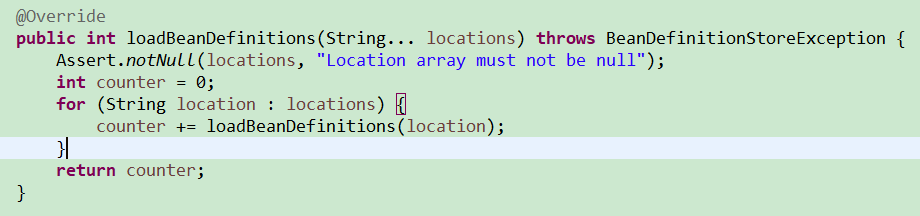 @Override
public int loadBeanDefinitions(String... locations) throws BeanDefinitionStoreException {
    Assert.notNull(locations, "Location array must not be null");
    int counter = 0;
    for (String location : locations) {
        counter += loadBeanDefinitions(location);
    }
    return counter;
}